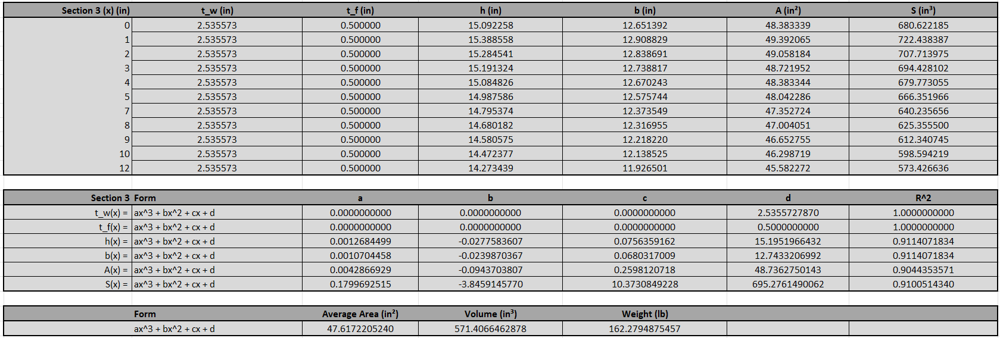 Section 3 (x) (in) t_w (in) t_f (in) h (in) b (in) A (in²) S (in³)
0 2.535573 0.500000 15.092258 12.651392 48.383339 680.622185
1 2.535573 0.500000 15.388558 12.908829 49.392065 722.438387
2 2.535573 0.500000 15.284541 12.838691 49.058184 707.713975
3 2.535573 0.500000 15.191324 12.738817 48.721952 694.428102
4 2.535573 0.500000 15.084826 12.670243 48.383344 679.773055
5 2.535573 0.500000 14.987586 12.575744 48.042286 666.351966
7 2.535573 0.500000 14.795374 12.373549 47.352724 640.235656
8 2.535573 0.500000 14.680182 12.316955 47.004051 625.355500
9 2.535573 0.500000 14.580575 12.218220 46.652755 612.340745
10 2.535573 0.500000 14.472377 12.138525 46.298719 598.594219
12 2.535573 0.500000 14.273439 11.926501 45.582272 573.426636
Section 3 Form a b c d R^2
t_w(x) = ax^3 + bx^2 + cx + d 0.0000000000 0.0000000000 0.0000000000 2.5355727870 1.0000000000
t_f(x) = ax^3 + bx^2 + cx + d 0.0000000000 0.0000000000 0.0000000000 0.5000000000 1.0000000000
h(x) = ax^3 + bx^2 + cx + d 0.0012684499 -0.0277583607 0.0756359162 15.1951966432 0.9114071834
b(x) = ax^3 + bx^2 + cx + d 0.0010704458 -0.0239870367 0.0680317009 12.7433206992 0.9114071834
A(x) = ax^3 + bx^2 + cx + d 0.0042866929 -0.0943703807 0.2598120718 48.7362750143 0.9044353571
S(x) = ax^3 + bx^2 + cx + d 0.1799692515 -3.8459145770 10.3730849228 695.2761490062 0.9100514340
Form Average Area (in²) Volume (in³) Weight (lb)
ax^3 + bx^2 + cx + d 47.6172205240 571.4066462878 162.2794875457